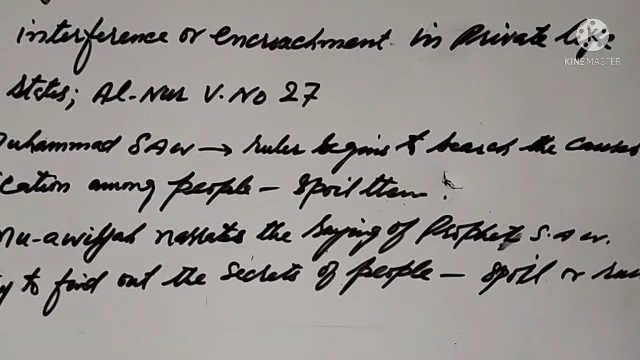 interference or encroachment in private life
KINEMASTER
states; Al-Nur V.No 27
Muhammad SAW → ruler begins to search the causes
ication among people - spoil them.
Mu-awiyah narrates the saying of Prophet S.A.W.
y to find out the secrets of people - spoil or